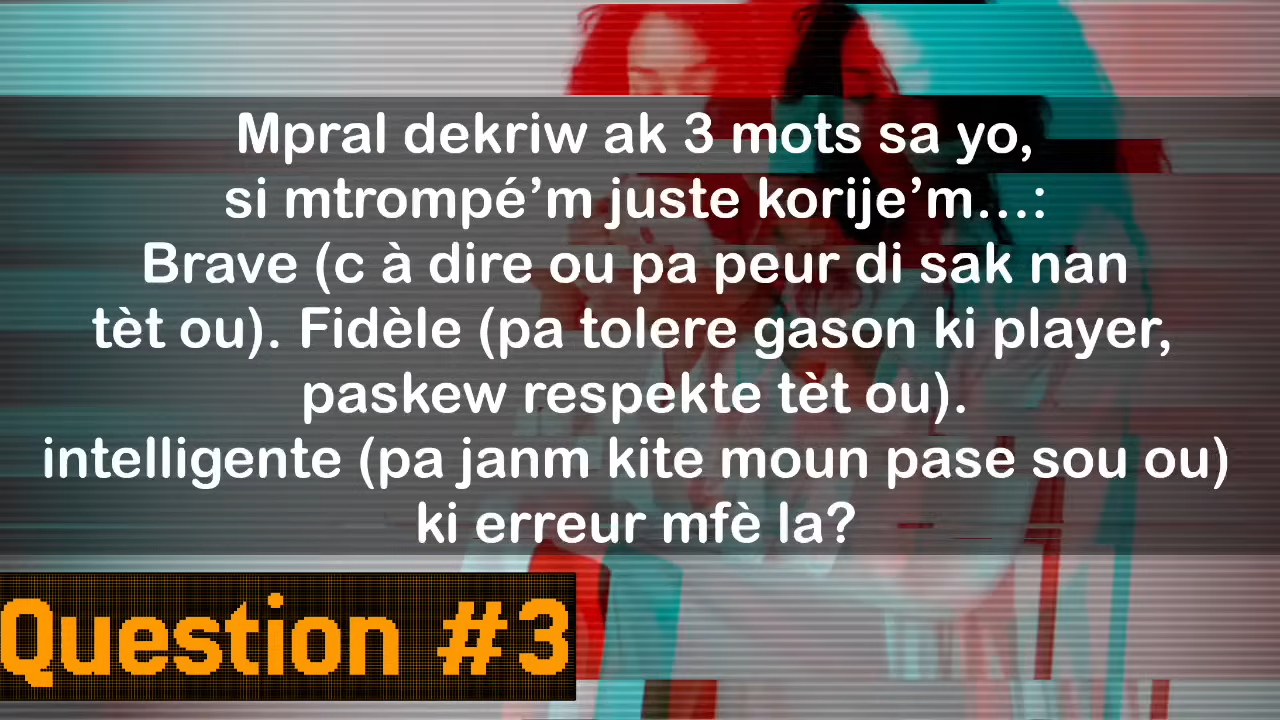 Mpral dekriw ak 3 mots sa yo,
si mtrompé’m juste korije’m...:
Brave (c à dire ou pa peur di sak nan
tèt ou). Fidèle (pa tolere gason ki player,
paskew respekte tèt ou).
intelligente (pa janm kite moun pase sou ou)
ki erreur mfè la?
Question #3